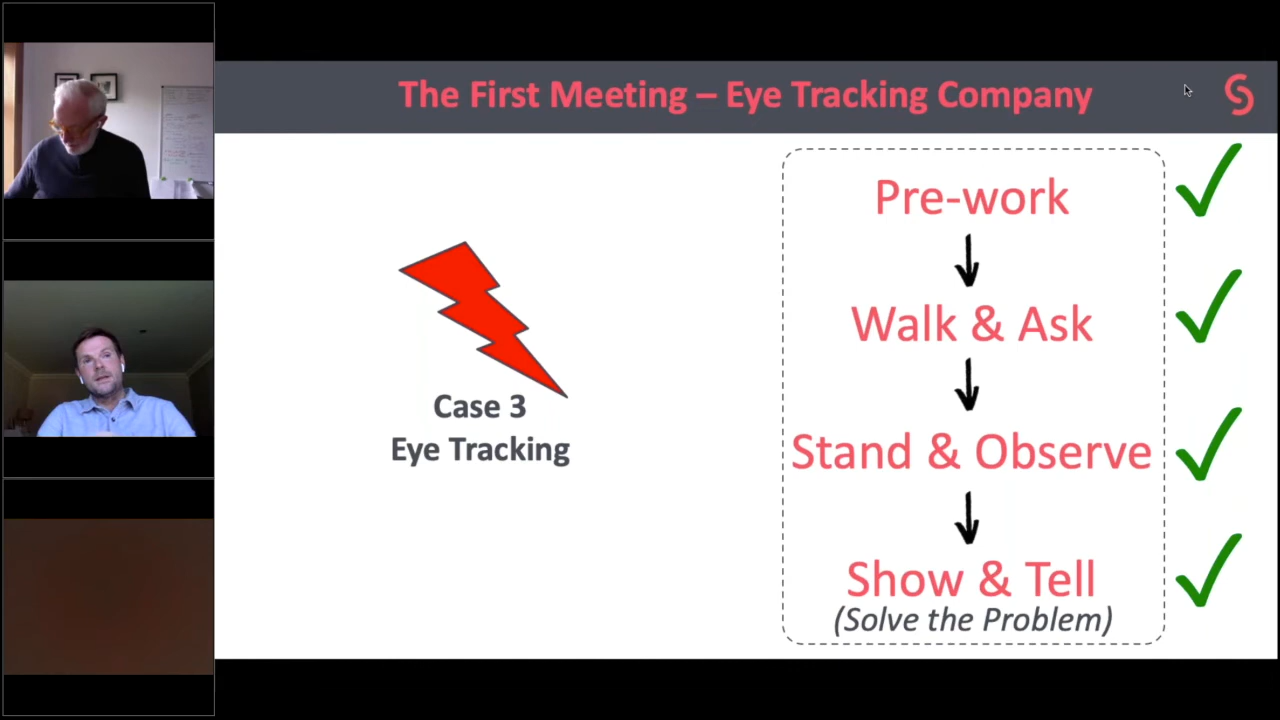 The First Meeting – Eye Tracking Company
Case 3
Eye Tracking
Pre-work
Walk & Ask
Stand & Observe
Show & Tell
(Solve the Problem)